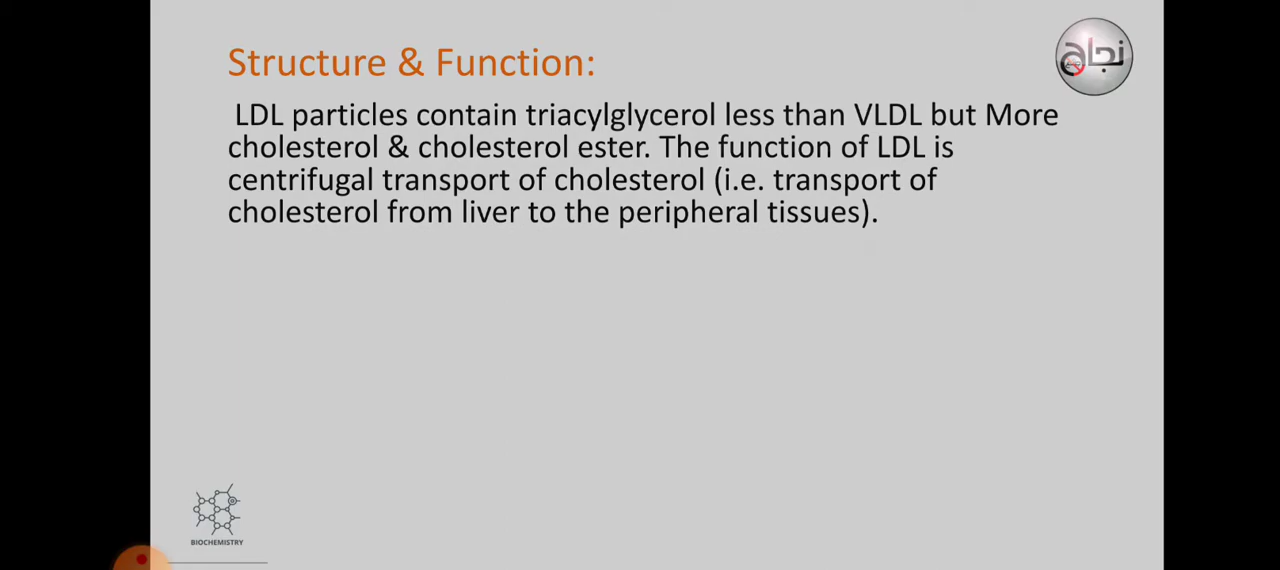 Structure & Function:
نجاح
LDL particles contain triacylglycerol less than VLDL but More
cholesterol & cholesterol ester. The function of LDL is
centrifugal transport of cholesterol (i.e. transport of
cholesterol from liver to the peripheral tissues).
BIOCHEMISTRY